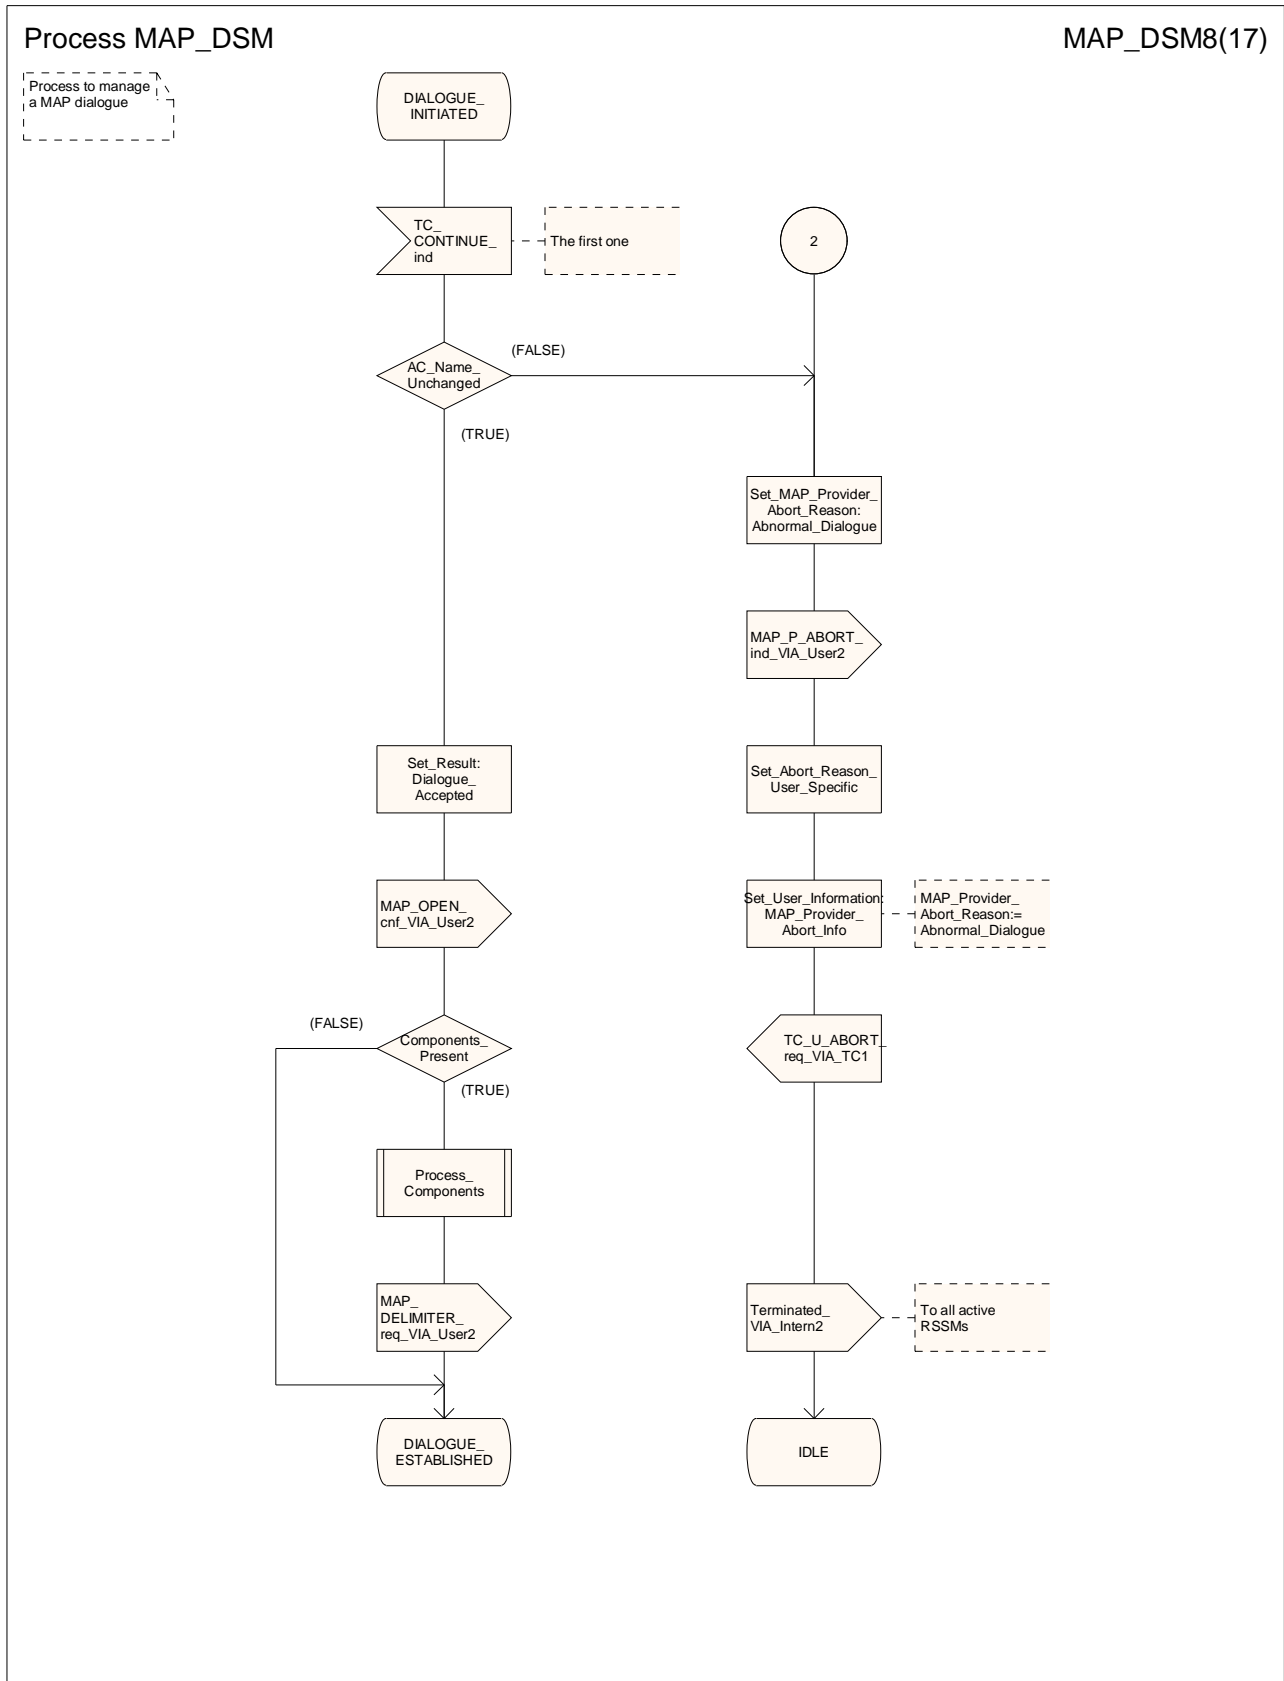 Process MAP_DSM
MAP_DSM8(17)
Process to manage
a MAP dialogue
DIALOGUE_
INITIATED
TC_
CONTINUE_
ind
The first one
2
AC_Name_
Unchanged
(FALSE)
(TRUE)
Set_MAP_Provider_
Abort_Reason:
Abnormal_Dialogue
MAP_P_ABORT_
ind_VIA_User2
Set_Result:
Dialogue_
Accepted
Set_Abort_Reason_
User_Specific
MAP_OPEN_
cnf_VIA_User2
Set_User_Information:
MAP_Provider_
Abort_Info
MAP_Provider_
Abort_Reason:=
Abnormal_Dialogue
(FALSE)
Components_
Present
(TRUE)
TC_U_ABORT_
req_VIA_TC1
Process_
Components
MAP_
DELIMITER_
req_VIA_User2
Terminated_
VIA_Intern2
To all active
RSSMs
DIALOGUE_
ESTABLISHED
IDLE